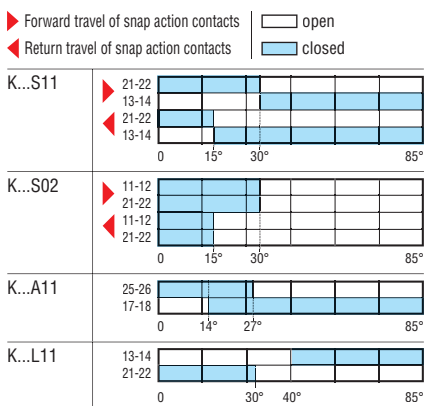 Forward travel of snap action contacts open
Return travel of snap action contacts closed
K...S11
21-22
13-14
21-22
13-14
0 15° 30° 85°
K...S02
11-12
21-22
11-12
21-22
0 15° 30° 85°
K...A11
25-26
17-18
0 14° 27° 85°
K...L11
13-14
21-22
0 30° 40° 85°